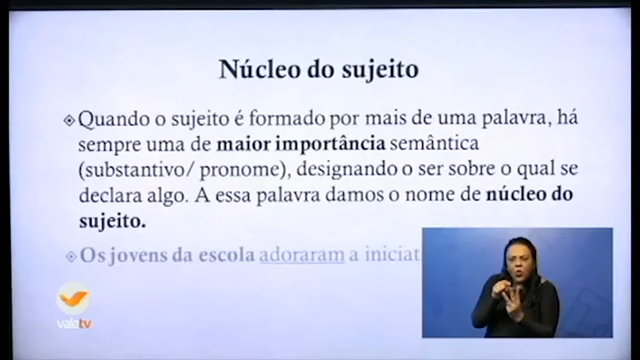 Núcleo do sujeito
Quando o sujeito é formado por mais de uma palavra, há
sempre uma de maior importância semântica
(substantivo/ pronome), designando o ser sobre o qual se
declara algo. A essa palavra damos o nome de núcleo do
sujeito.
Os jovens da escola adoraram a iniciat
valetv